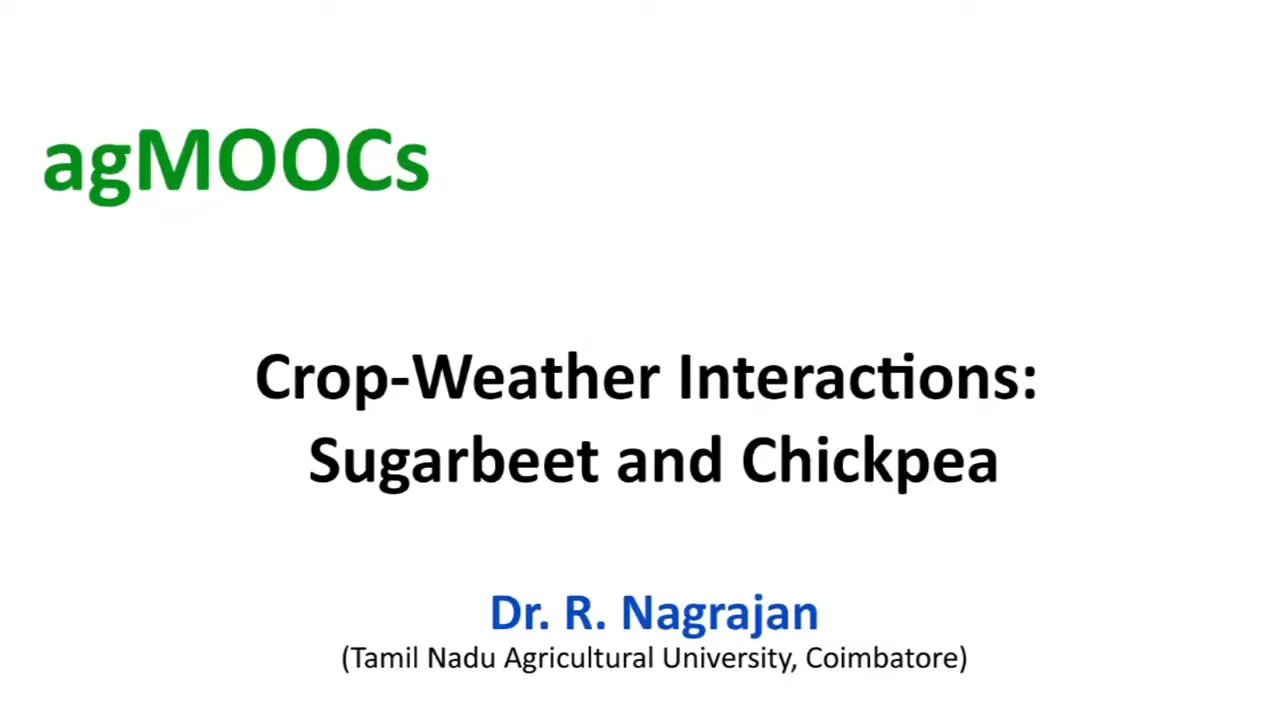 agMOOCs
Crop-Weather Interactions:
Sugarbeet and Chickpea
Dr. R. Nagrajan
(Tamil Nadu Agricultural University, Coimbatore)